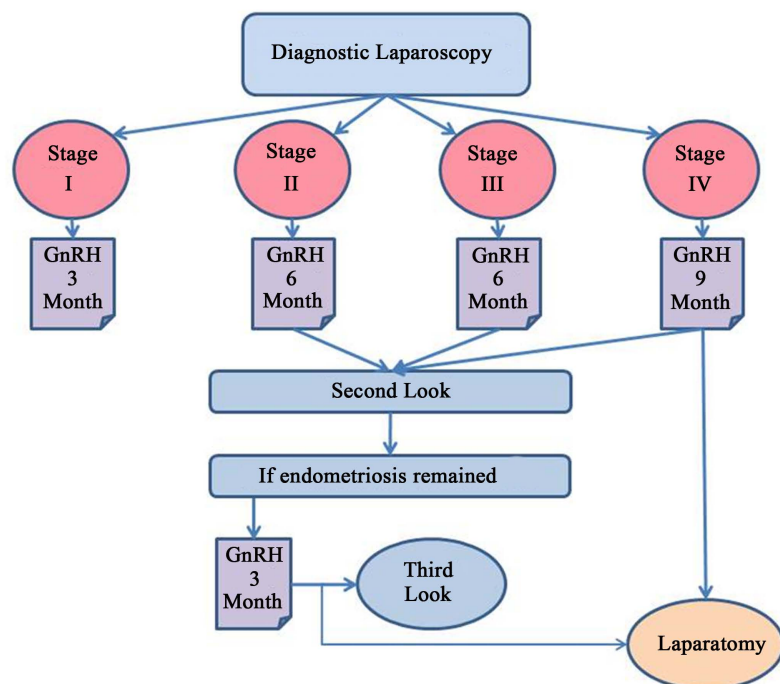 Diagnostic Laparoscopy
Stage
I
Stage
II
Stage
III
Stage
IV
GnRH
3
Month
GnRH
6
Month
GnRH
6
Month
GnRH
9
Month
Second Look
If endometriosis remained
GnRH
3
Month
Third
Look
Laparatomy